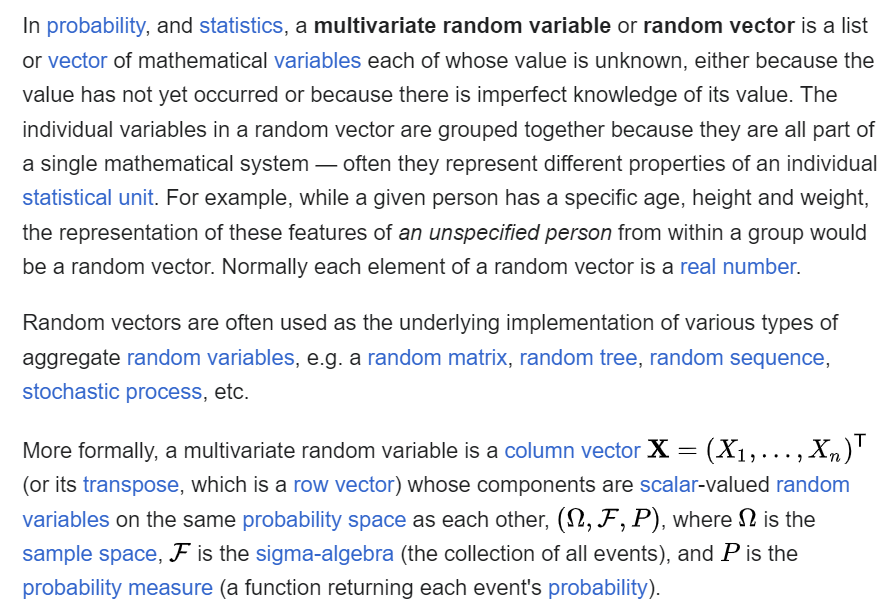 In probability, and statistics, a multivariate random variable or random vector is a list
or vector of mathematical variables each of whose value is unknown, either because the
value has not yet occurred or because there is imperfect knowledge of its value. The
individual variables in a random vector are grouped together because they are all part of
a single mathematical system — often they represent different properties of an individual
statistical unit. For example, while a given person has a specific age, height and weight,
the representation of these features of an unspecified person from within a group would
be a random vector. Normally each element of a random vector is a real number.
Random vectors are often used as the underlying implementation of various types of
aggregate random variables, e.g. a random matrix, random tree, random sequence,
stochastic process, etc.
More formally, a multivariate random variable is a column vector 𝐗 = (X₁, . . . , Xₙ)ᵀ
(or its transpose, which is a row vector) whose components are scalar-valued random
variables on the same probability space as each other, (Ω, ℱ, P), where Ω is the
sample space, ℱ is the sigma-algebra (the collection of all events), and P is the
probability measure (a function returning each event's probability).